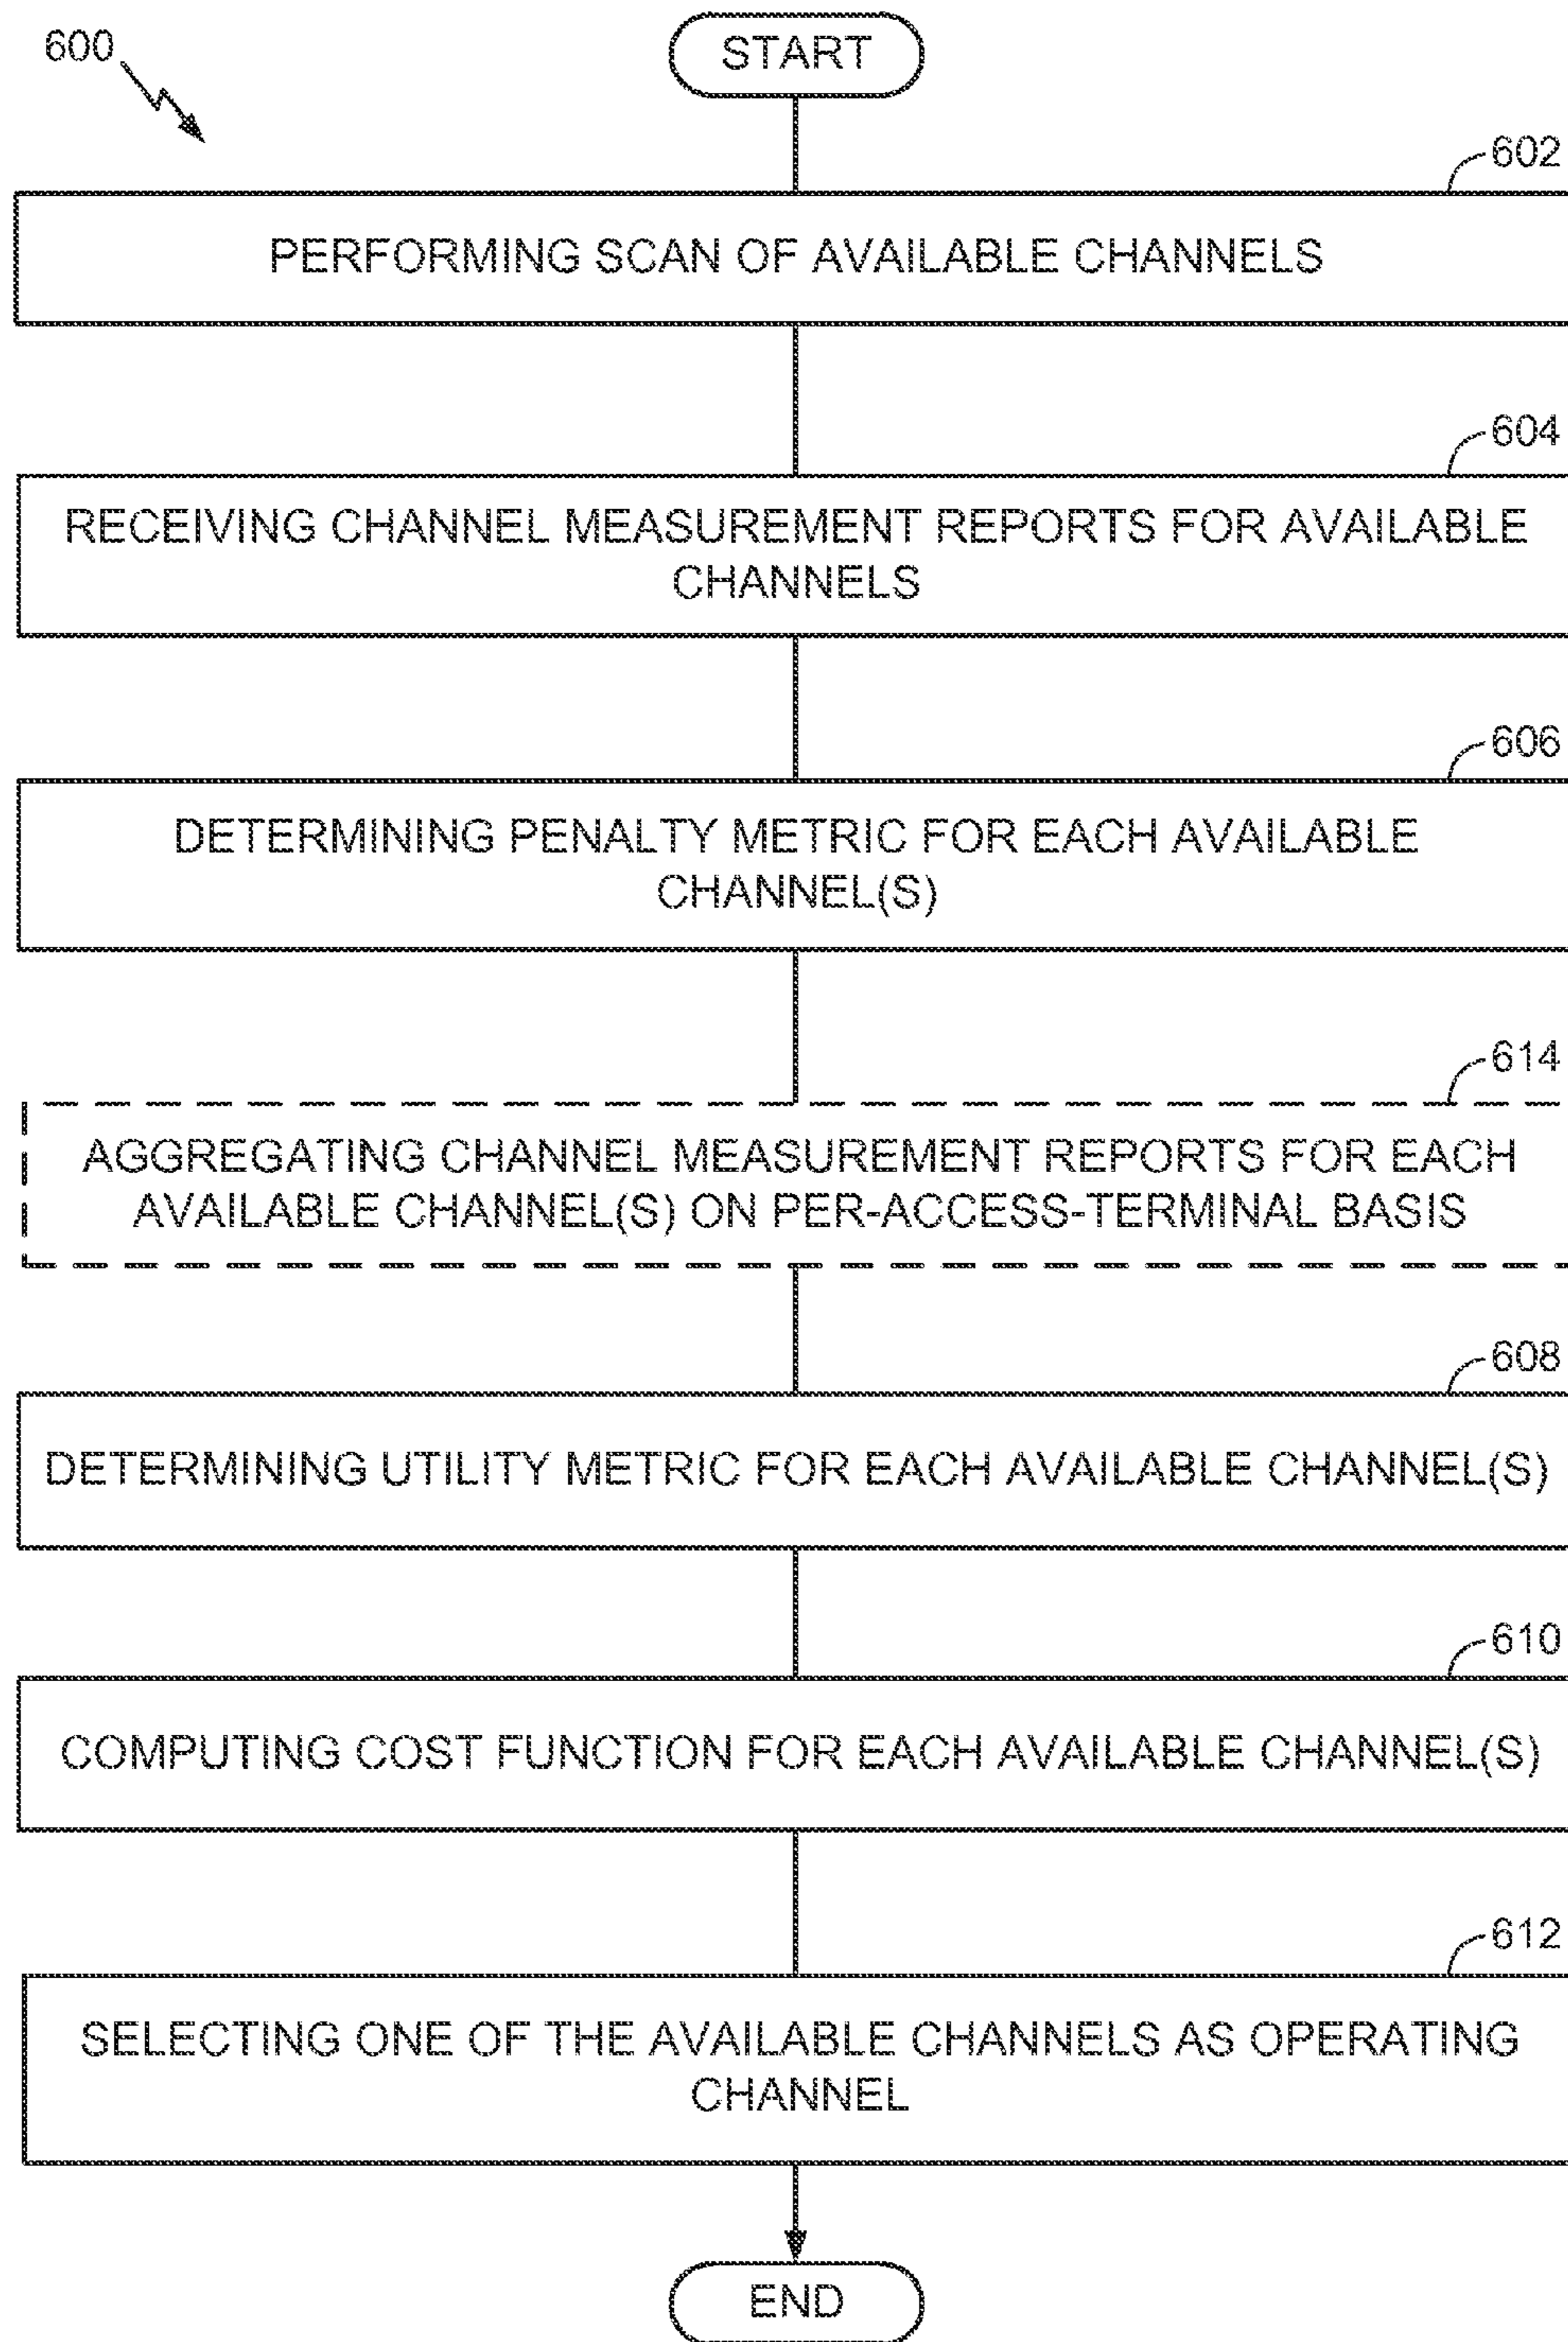 600
START
602
PERFORMING SCAN OF AVAILABLE CHANNELS
604
RECEIVING CHANNEL MEASUREMENT REPORTS FOR AVAILABLE
CHANNELS
606
DETERMINING PENALTY METRIC FOR EACH AVAILABLE
CHANNEL(S)
614
AGGREGATING CHANNEL MEASUREMENT REPORTS FOR EACH
AVAILABLE CHANNEL(S) ON PER-ACCESS-TERMINAL BASIS
608
DETERMINING UTILITY METRIC FOR EACH AVAILABLE CHANNEL(S)
610
COMPUTING COST FUNCTION FOR EACH AVAILABLE CHANNEL(S)
612
SELECTING ONE OF THE AVAILABLE CHANNELS AS OPERATING
CHANNEL
END